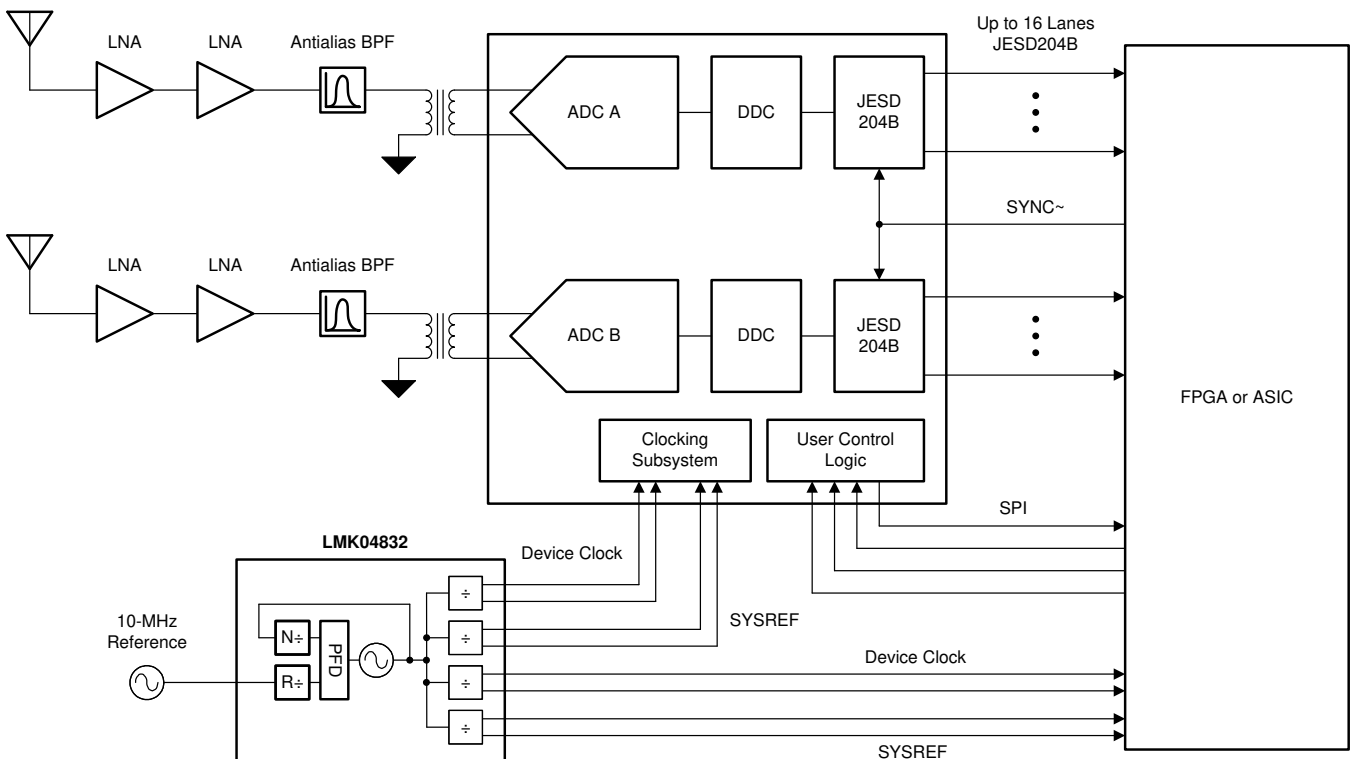 Up to 16 Lanes
JESD204B
LNA
LNA
Antialias BPF
ADC A
DDC
JESD
204B
SYNC~
LNA
LNA
Antialias BPF
ADC B
DDC
JESD
204B
FPGA or ASIC
Clocking
Subsystem
User Control
Logic
SPI
LMK04832
Device Clock
÷
10-MHz
Reference
N÷
PFD
÷
SYSREF
Device Clock
R÷
÷
÷
SYSREF